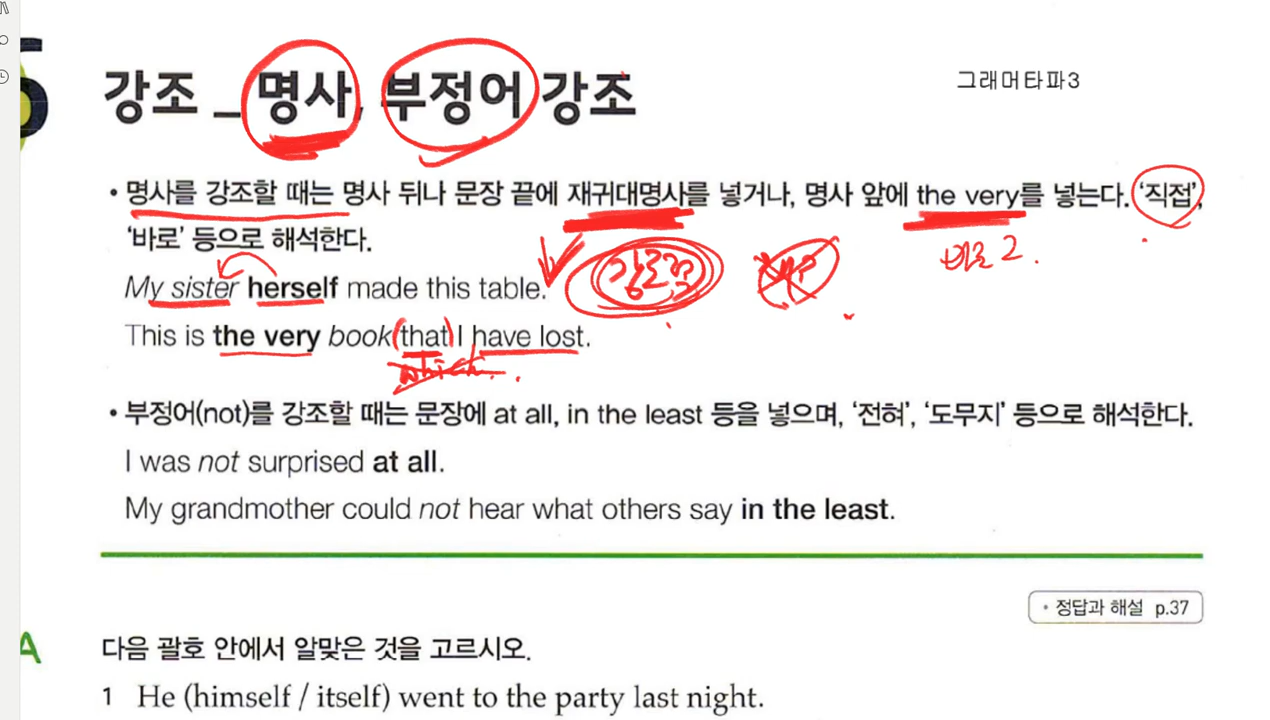 강조 _ 명사, 부정어 강조
그래머타파3
• 명사를 강조할 때는 명사 뒤나 문장 끝에 재귀대명사를 넣거나, 명사 앞에 the very를 넣는다. ‘직접’,
‘바로’ 등으로 해석한다.
바로 2.
My sister herself made this table.
This is the very book (that) I have lost.
which
• 부정어(not)를 강조할 때는 문장에 at all, in the least 등을 넣으며, ‘전혀’, ‘도무지’ 등으로 해석한다.
I was not surprised at all.
My grandmother could not hear what others say in the least.
• 정답과 해설 p.37
A 다음 괄호 안에서 알맞은 것을 고르시오.
1 He (himself / itself) went to the party last night.